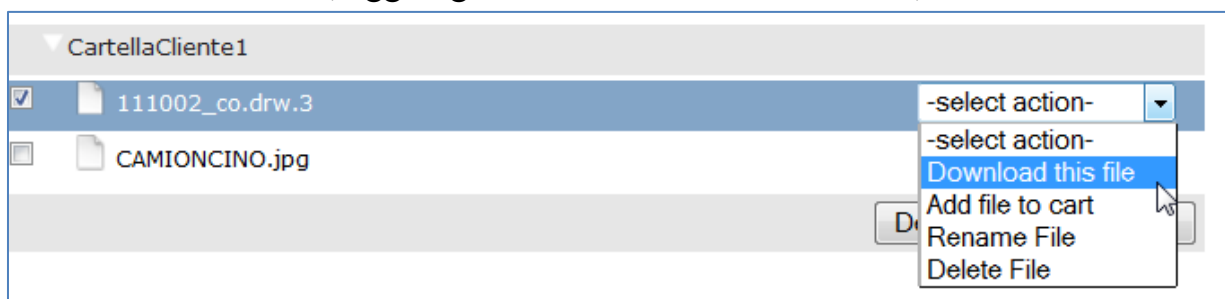 CartellaCliente1
111002_co.drw.3 -select action-
-select action-
CAMIONCINO.jpg
Download this file
Add file to cart
Rename File
Delete File